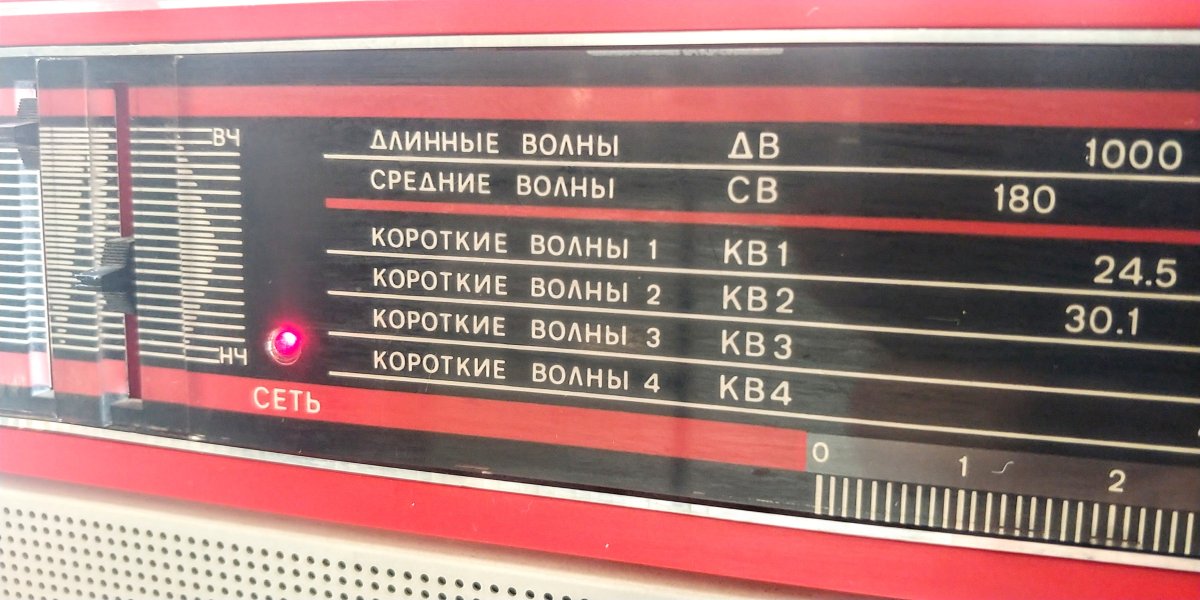 ВЧ
ДЛИННЫЕ ВОЛНЫ ДВ 1000
СРЕДНИЕ ВОЛНЫ СВ 180
КОРОТКИЕ ВОЛНЫ 1 КВ1 24.5
КОРОТКИЕ ВОЛНЫ 2 КВ2 30.1
КОРОТКИЕ ВОЛНЫ 3 КВ3
КОРОТКИЕ ВОЛНЫ 4 КВ4
НЧ
СЕТЬ
0 1 2